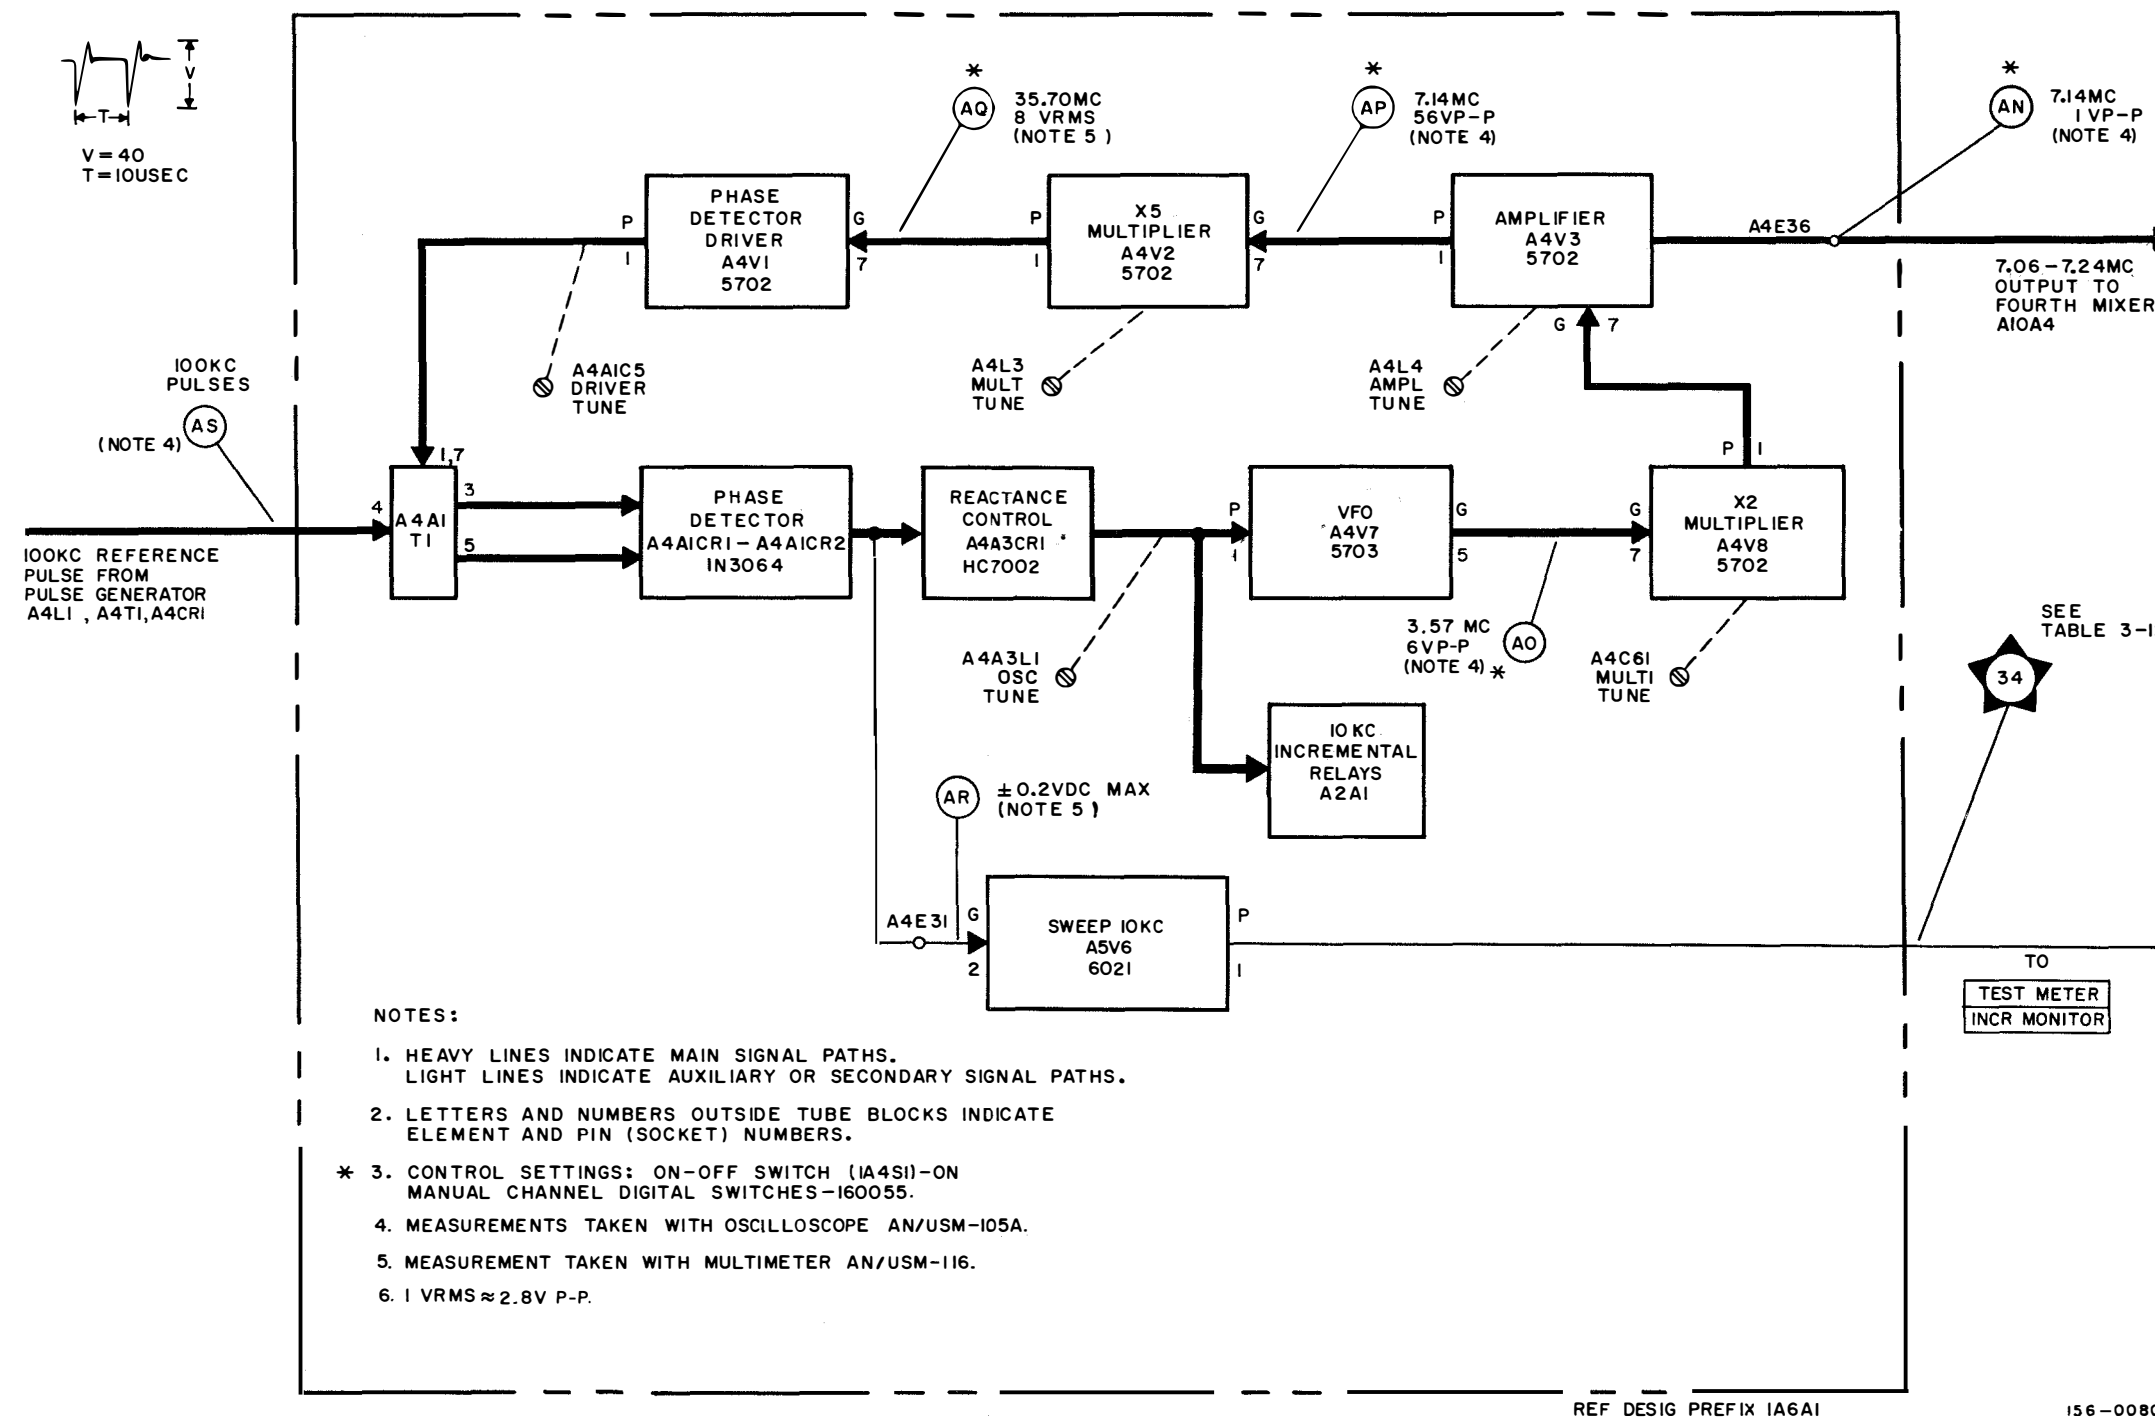 V
T
V = 40
T = 10USEC
*
AQ
35.70MC
8 VRMS
(NOTE 5 )
*
AP
7.14MC
56VP-P
(NOTE 4)
*
AN
7.14MC
1 VP-P
(NOTE 4)
P
1
PHASE
DETECTOR
DRIVER
A4V1
5702
G
7
P
1
X5
MULTIPLIER
A4V2
5702
G
7
P
1
AMPLIFIER
A4V3
5702
G 7
A4E36
7.06-7.24MC
OUTPUT TO
FOURTH MIXER
A10A4
A4A1C5
DRIVER
TUNE
A4L3
MULT
TUNE
A4L4
AMPL
TUNE
100KC
PULSES
AS
(NOTE 4)
100KC REFERENCE
PULSE FROM
PULSE GENERATOR
A4L1 , A4T1, A4CR1
4
1,7
A4A1
T1
3
5
PHASE
DETECTOR
A4A1CR1-A4A1CR2
1N3064
REACTANCE
CONTROL
A4A3CR1
HC7002
P
1
VFO
A4V7
5703
G
5
G
7
P 1
X2
MULTIPLIER
A4V8
5702
A4A3L1
OSC
TUNE
3.57 MC
6VP-P
(NOTE 4) *
AO
A4C61
MULTI
TUNE
SEE
TABLE 3-1
34
10 KC
INCREMENTAL
RELAYS
A2A1
AR
±0.2VDC MAX
(NOTE 5 )
A4E31
G
2
SWEEP 10KC
A5V6
6021
P
1
TO
TEST METER
INCR MONITOR
NOTES:
1. HEAVY LINES INDICATE MAIN SIGNAL PATHS.
LIGHT LINES INDICATE AUXILIARY OR SECONDARY SIGNAL PATHS.
2. LETTERS AND NUMBERS OUTSIDE TUBE BLOCKS INDICATE
ELEMENT AND PIN (SOCKET) NUMBERS.
* 3. CONTROL SETTINGS: ON-OFF SWITCH (1A4S1)-ON
MANUAL CHANNEL DIGITAL SWITCHES-160055.
4. MEASUREMENTS TAKEN WITH OSCILLOSCOPE AN/USM-105A.
5. MEASUREMENT TAKEN WITH MULTIMETER AN/USM-116.
6. 1 VRMS ≈ 2.8V P-P.
REF DESIG PREFIX 1A6A1
156-0080